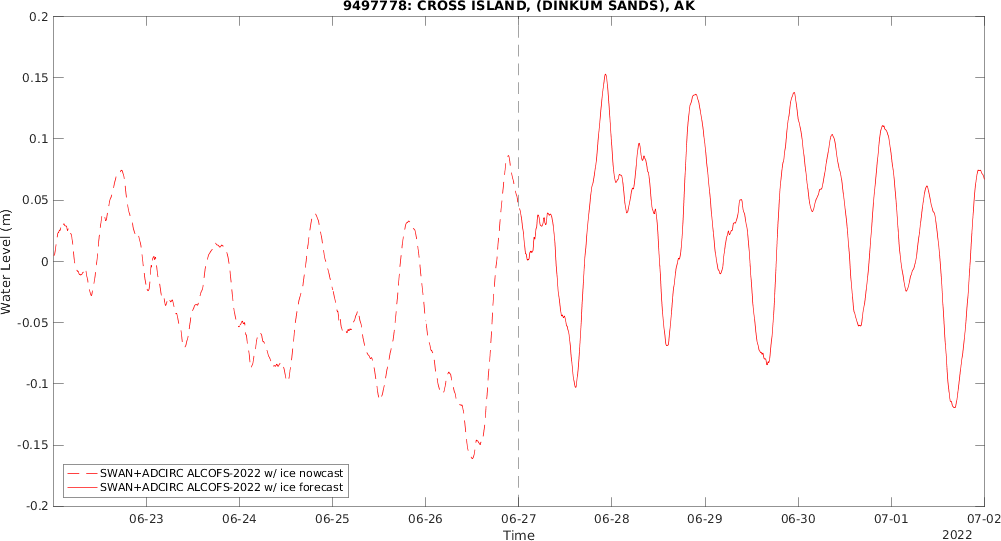 9497778: CROSS ISLAND, (DINKUM SANDS), AK
0.2
0.15
0.1
0.05
0
-0.05
-0.1
-0.15
-0.2
Water Level (m)
SWAN+ADCIRC ALCOFS-2022 w/ ice nowcast
SWAN+ADCIRC ALCOFS-2022 w/ ice forecast
06-23 06-24 06-25 06-26 06-27 06-28 06-29 06-30 07-01 07-02
Time
2022